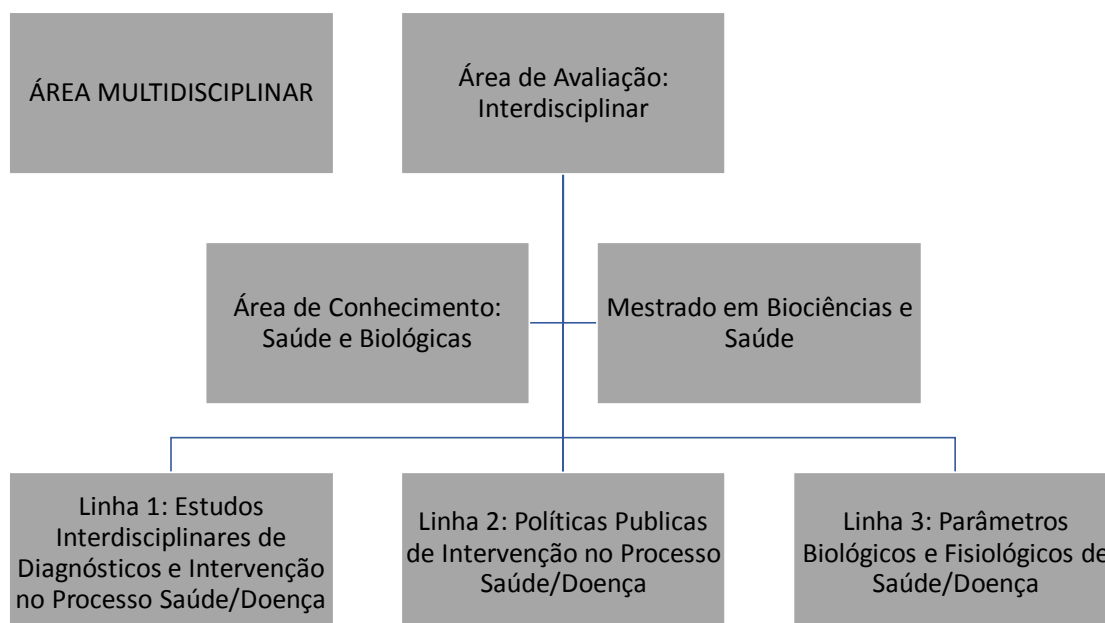 ÁREA MULTIDISCIPLINAR
Área de Avaliação:
Interdisciplinar
Área de Conhecimento:
Saúde e Biológicas
Mestrado em Biociências e
Saúde
Linha 1: Estudos
Interdisciplinares de
Diagnósticos e Intervenção
no Processo Saúde/Doença
Linha 2: Políticas Publicas
de Intervenção no Processo
Saúde/Doença
Linha 3: Parâmetros
Biológicos e Fisiológicos de
Saúde/Doença